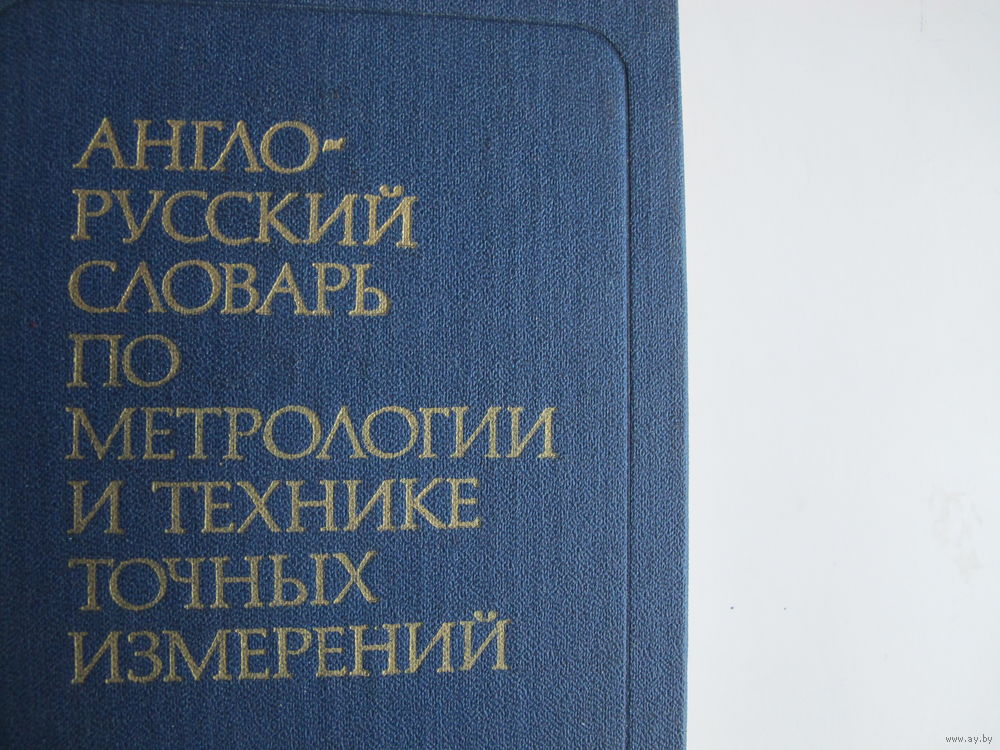 АНГЛО-
РУССКИЙ
СЛОВАРЬ
ПО
МЕТРОЛОГИИ
И ТЕХНИКЕ
ТОЧНЫХ
ИЗМЕРЕНИЙ
www.ay.by